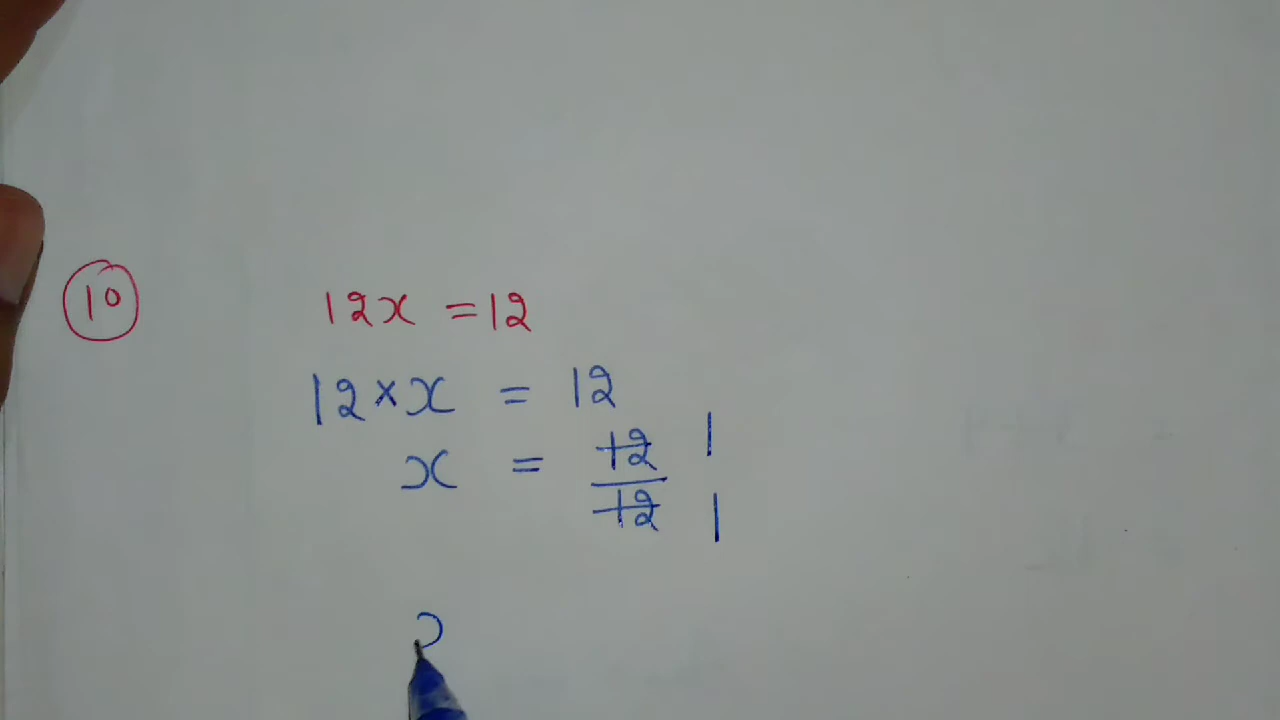 10 12x = 12
12 × x = 12
x = 12/12 1/1